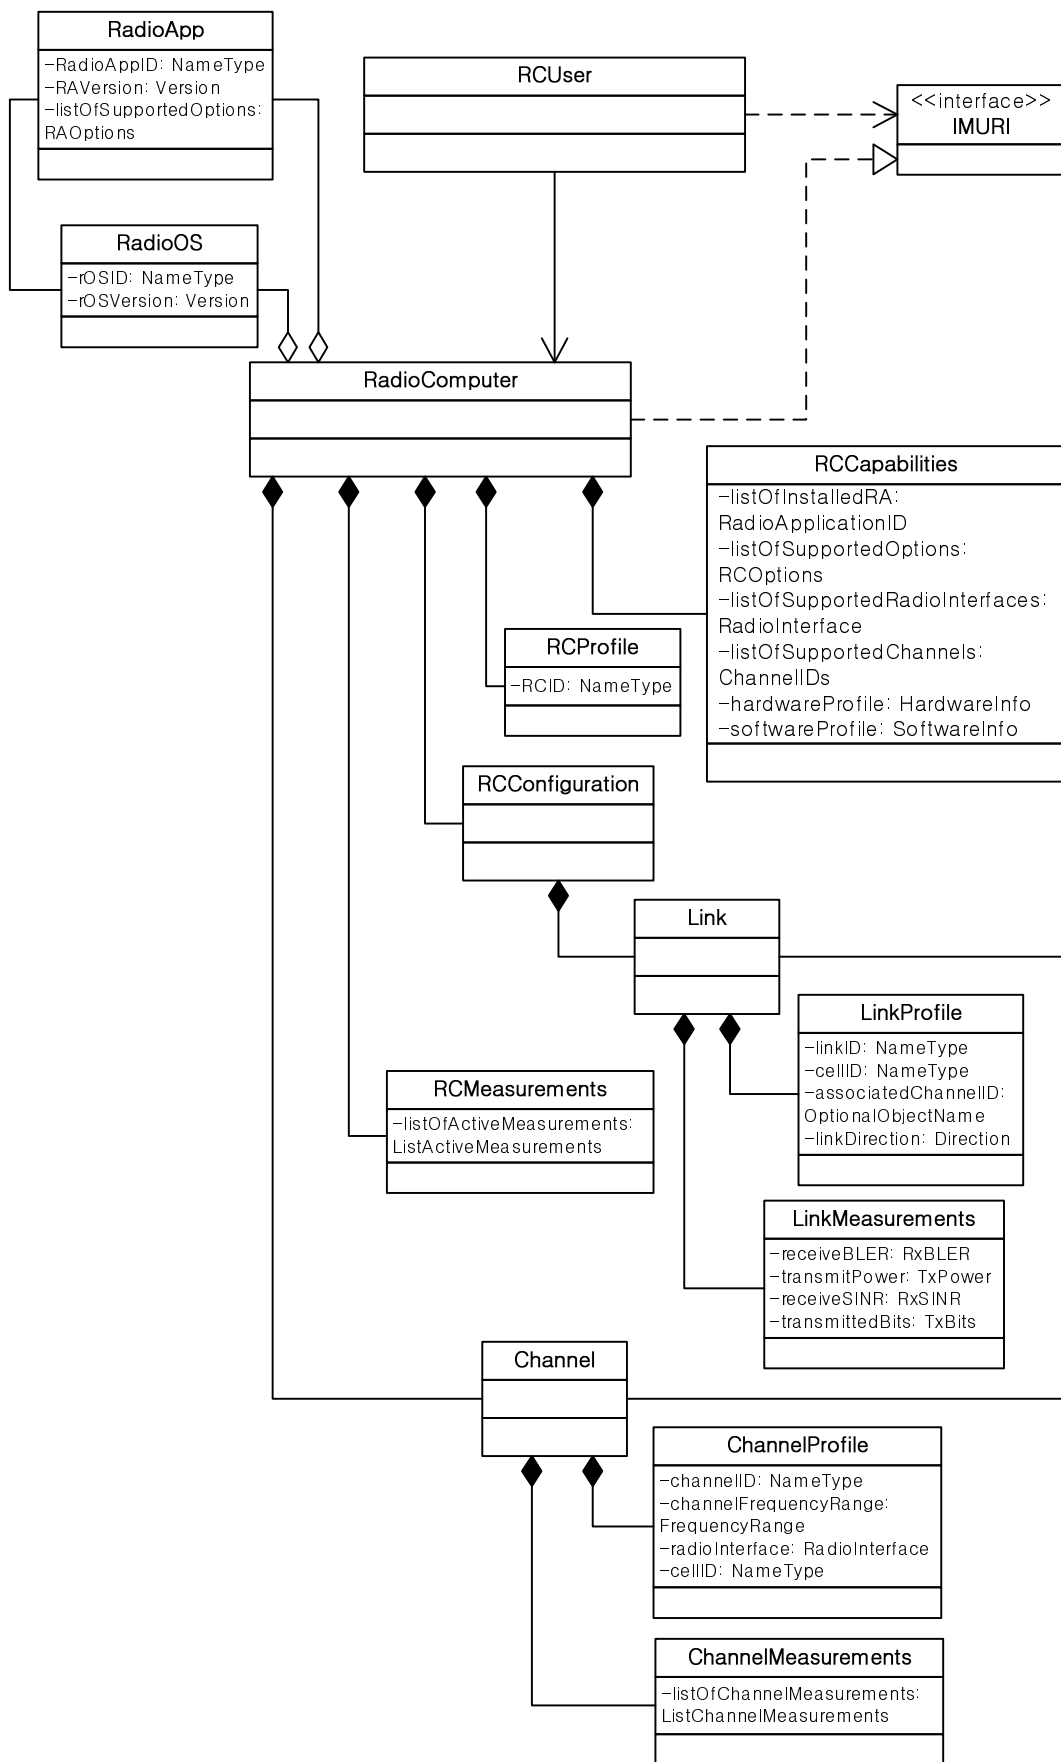 RadioApp
-RadioAppID: NameType
-RAVersion: Version
-listOfSupportedOptions:
RAOptions
RCUser
<<interface>>
IMURI
RadioOS
-rOSID: NameType
-rOSVersion: Version
RadioComputer
RCCapabilities
-listOfInstalledRA:
RadioApplicationID
-listOfSupportedOptions:
RCOptions
-listOfSupportedRadioInterfaces:
RadioInterface
-listOfSupportedChannels:
ChannelIDs
-hardwareProfile: HardwareInfo
-softwareProfile: SoftwareInfo
RCProfile
-RCID: NameType
RCConfiguration
Link
LinkProfile
-linkID: NameType
-cellID: NameType
-associatedChannelID:
OptionalObjectName
-linkDirection: Direction
RCMeasurements
-listOfActiveMeasurements:
ListActiveMeasurements
LinkMeasurements
-receiveBLER: RxBLER
-transmitPower: TxPower
-receiveSINR: RxSINR
-transmittedBits: TxBits
Channel
ChannelProfile
-channelID: NameType
-channelFrequencyRange:
FrequencyRange
-radioInterface: RadioInterface
-cellID: NameType
ChannelMeasurements
-listOfChannelMeasurements:
ListChannelMeasurements